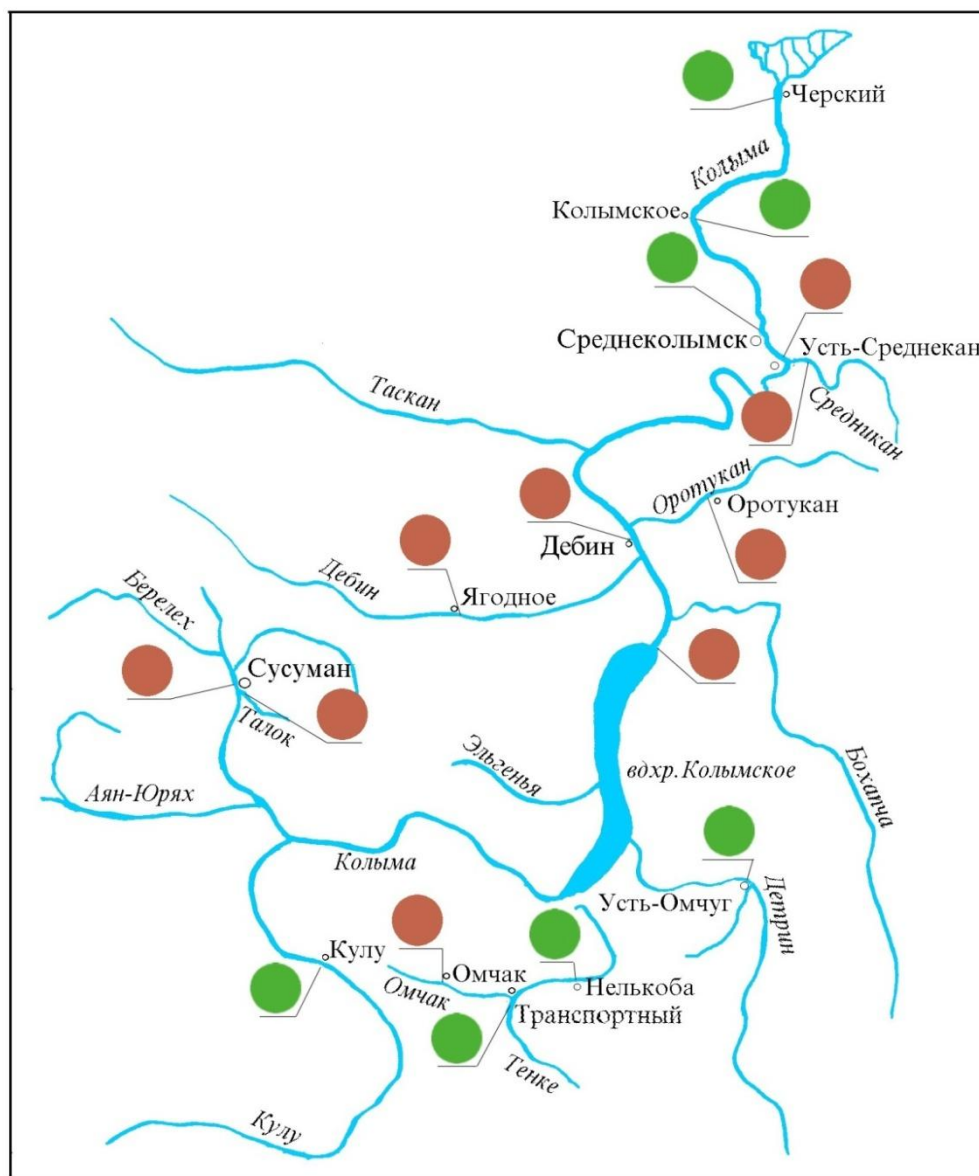 Черский
Колыма
Колымское
Среднеколымск
Усть-Среднекан
Средникан
Таскан
Оротукан
Оротукан
Дебин
Дебин
Ягодное
Берелех
Сусуман
Талок
Эльгенья
вдхр. Колымское
Бохапча
Аян-Юрях
Колыма
Усть-Омчуг
Детрин
Кулу
Омчак
Омчак
Нелькоба
Транспортный
Тенке
Кулу